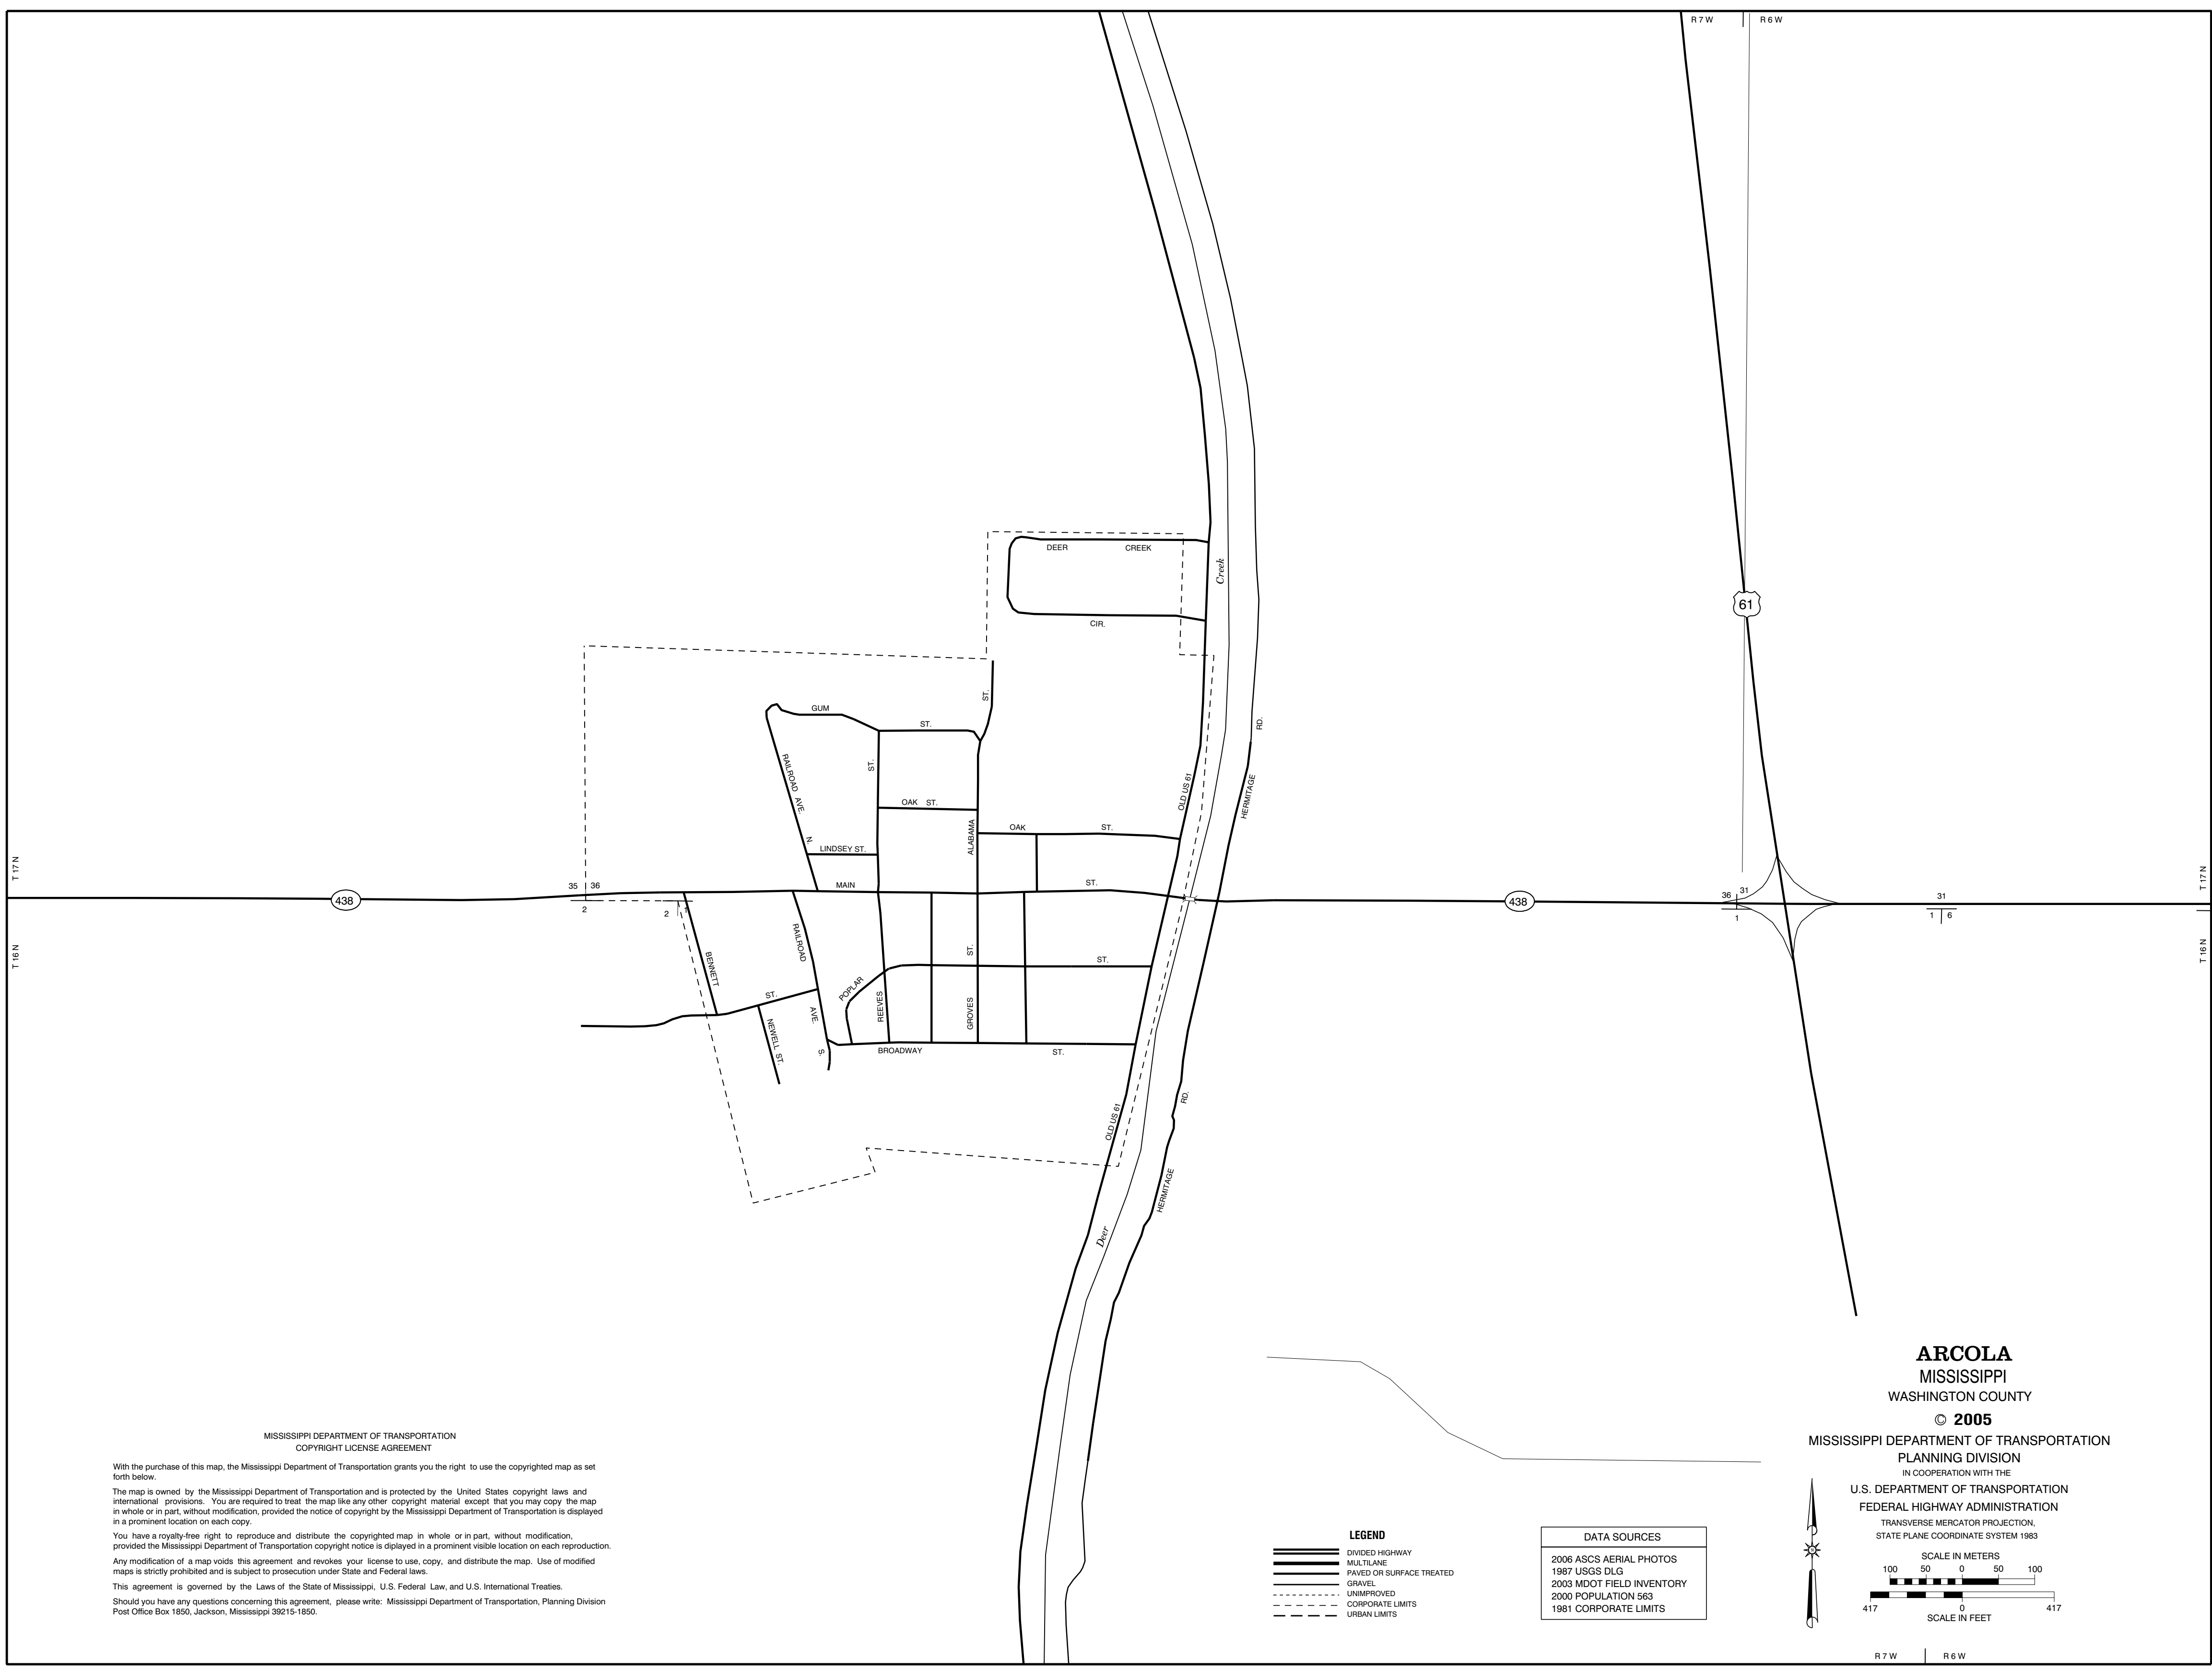 R 7 W
R 6 W
DEER CREEK
Creek
CIR.
61
ST.
GUM
ST.
RAILROAD AVE.
N.
ST.
OAK ST.
OLD US 61
RD.
HERMITAGE
ALABAMA
OAK ST.
LINDSEY ST.
T 17 N
T 17 N
35
36
MAIN
ST.
438
438
2
2
1
36
31
1
31
1
6
T 16 N
T 16 N
BENNETT
RAILROAD
ST.
ST.
ST.
POPLAR
REEVES
GROVES
AVE.
S.
NEWELL ST.
BROADWAY
ST.
RD.
OLD US 61
HERMITAGE
Deer
MISSISSIPPI DEPARTMENT OF TRANSPORTATION
COPYRIGHT LICENSE AGREEMENT
With the purchase of this map, the Mississippi Department of Transportation grants you the right to use the copyrighted map as set
forth below.
The map is owned by the Mississippi Department of Transportation and is protected by the United States copyright laws and
international provisions. You are required to treat the map like any other copyright material except that you may copy the map
in whole or in part, without modification, provided the notice of copyright by the Mississippi Department of Transportation is displayed
in a prominent location on each copy.
You have a royalty-free right to reproduce and distribute the copyrighted map in whole or in part, without modification,
provided the Mississippi Department of Transportation copyright notice is diplayed in a prominent visible location on each reproduction.
Any modification of a map voids this agreement and revokes your license to use, copy, and distribute the map. Use of modified
maps is strictly prohibited and is subject to prosecution under State and Federal laws.
This agreement is governed by the Laws of the State of Mississippi, U.S. Federal Law, and U.S. International Treaties.
Should you have any questions concerning this agreement, please write: Mississippi Department of Transportation, Planning Division
Post Office Box 1850, Jackson, Mississippi 39215-1850.
LEGEND
DIVIDED HIGHWAY
MULTILANE
PAVED OR SURFACE TREATED
GRAVEL
UNIMPROVED
CORPORATE LIMITS
URBAN LIMITS
DATA SOURCES
2006 ASCS AERIAL PHOTOS
1987 USGS DLG
2003 MDOT FIELD INVENTORY
2000 POPULATION 563
1981 CORPORATE LIMITS
ARCOLA
MISSISSIPPI
WASHINGTON COUNTY
© 2005
MISSISSIPPI DEPARTMENT OF TRANSPORTATION
PLANNING DIVISION
IN COOPERATION WITH THE
U.S. DEPARTMENT OF TRANSPORTATION
FEDERAL HIGHWAY ADMINISTRATION
TRANSVERSE MERCATOR PROJECTION,
STATE PLANE COORDINATE SYSTEM 1983
SCALE IN METERS
100 50 0 50 100
417 0 417
SCALE IN FEET
R 7 W
R 6 W